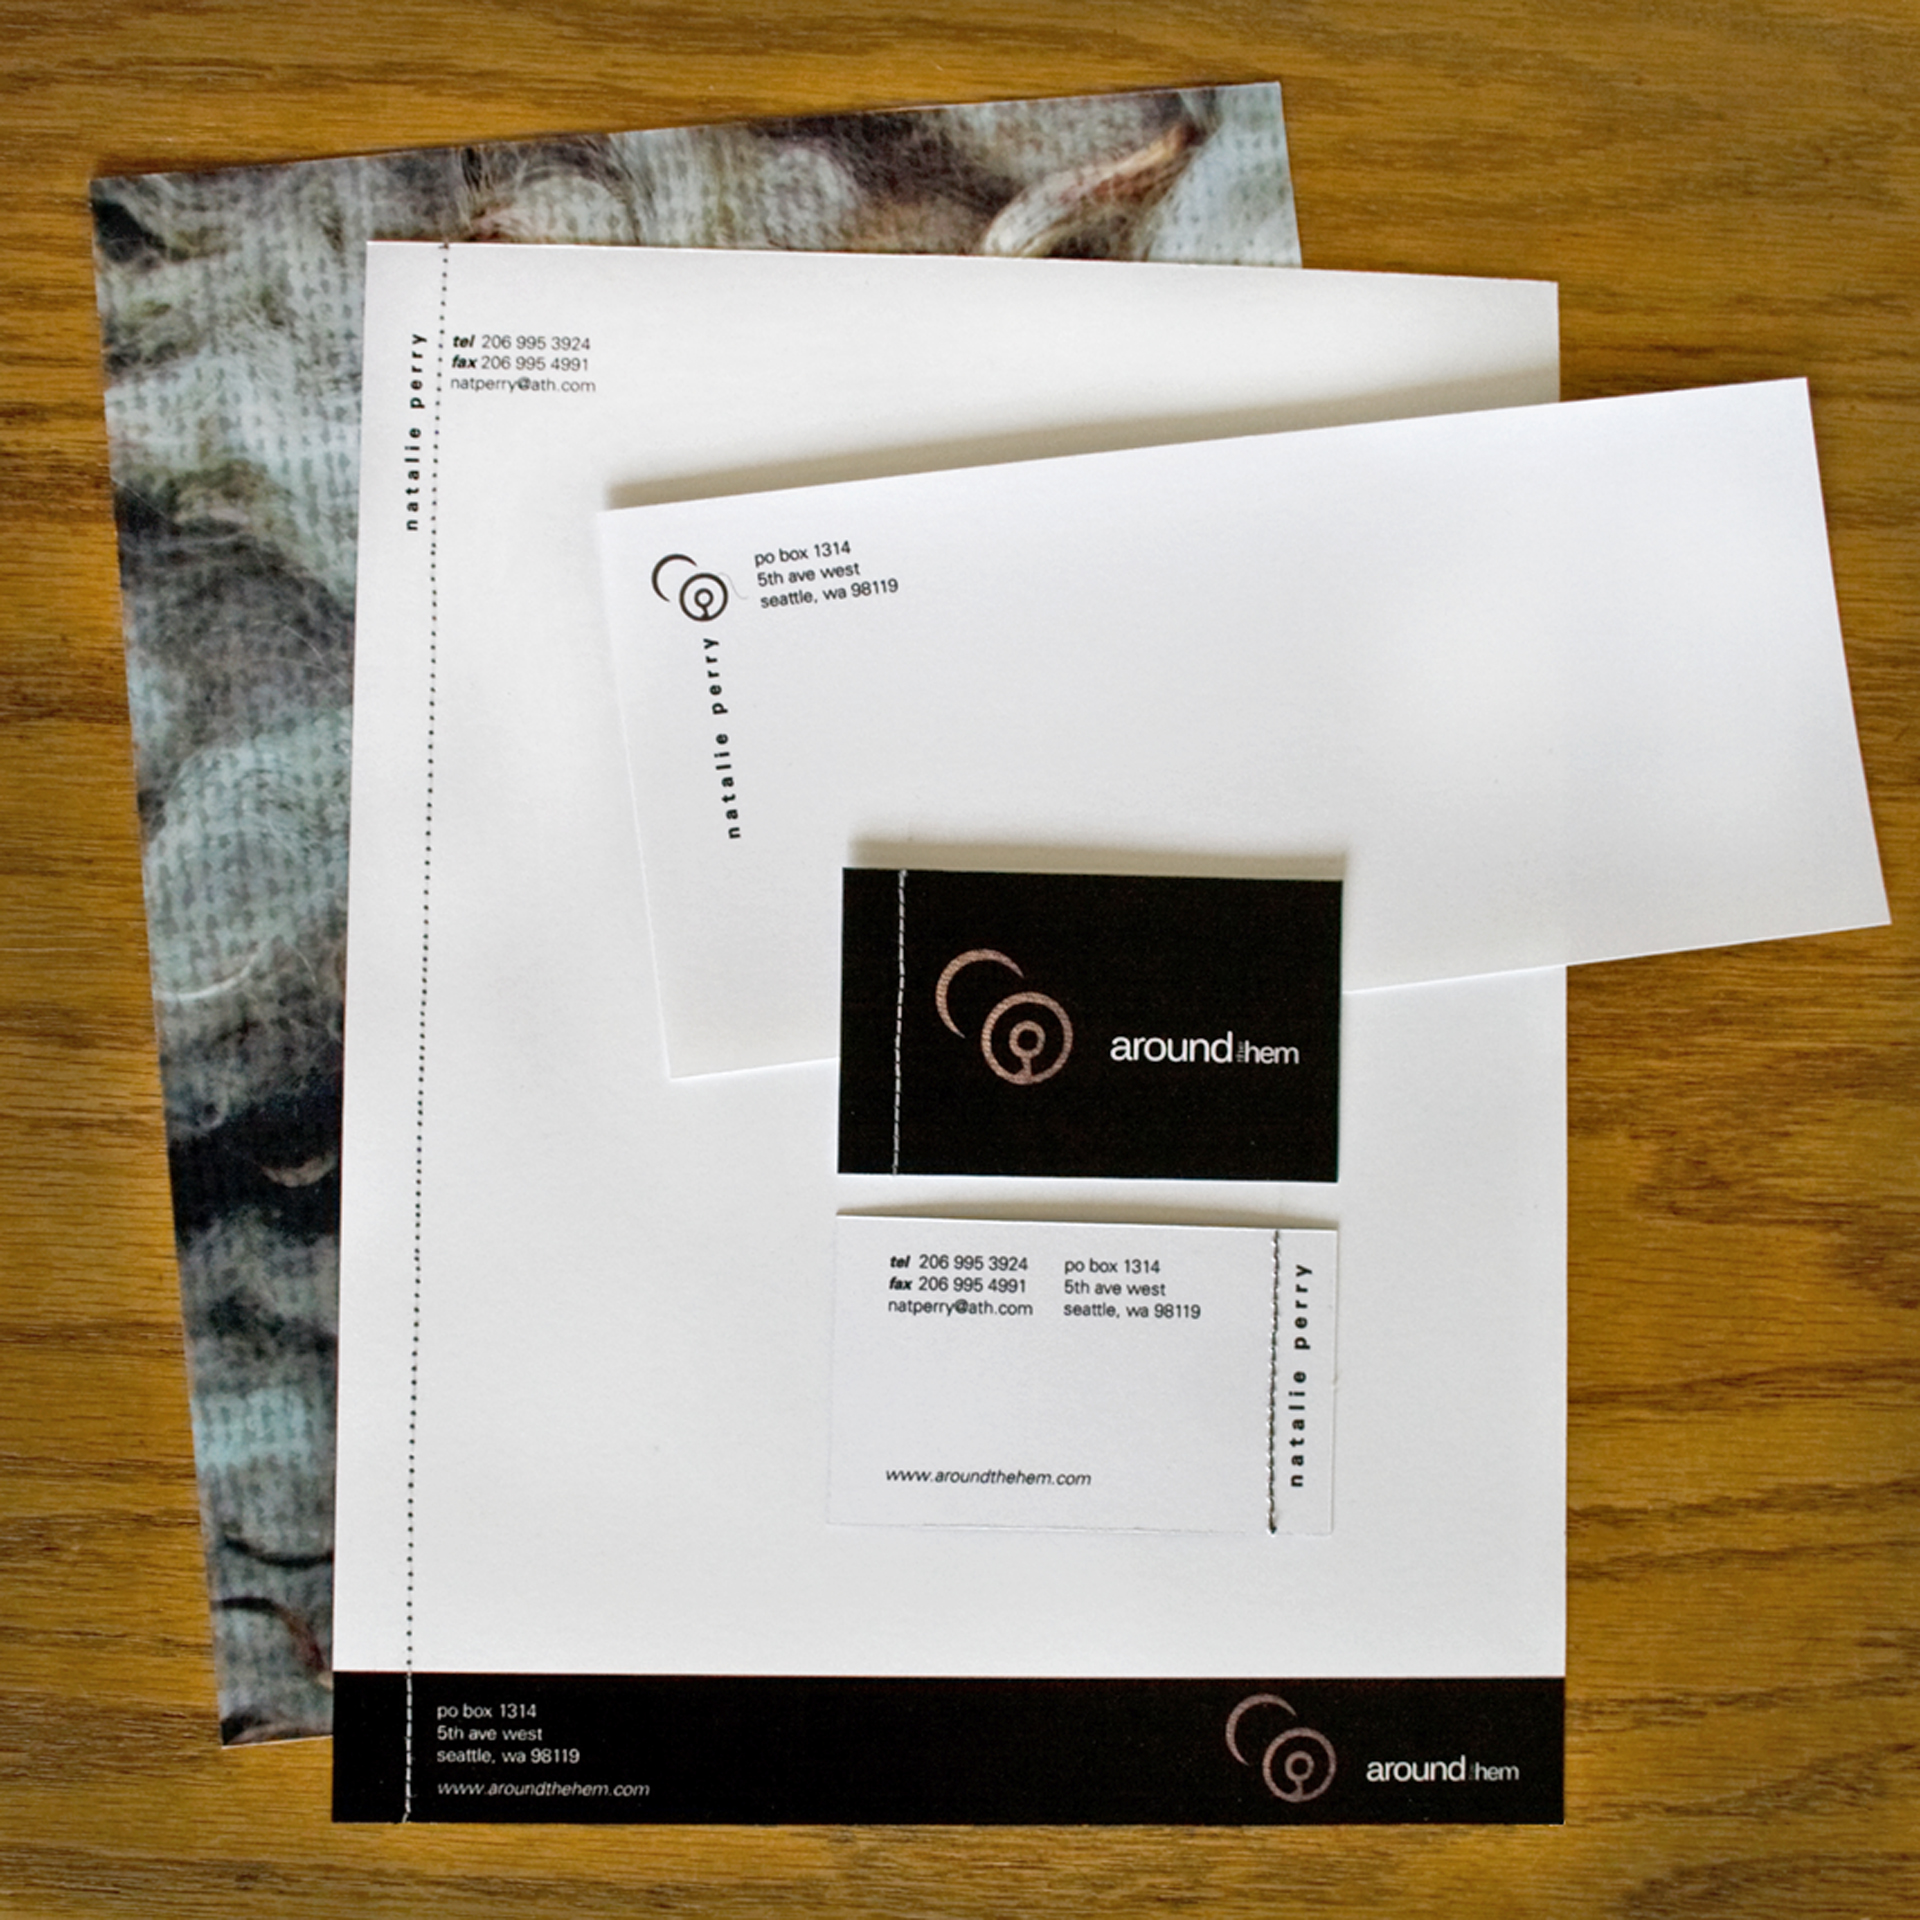 natalie perry
tel 206 995 3924
fax 206 995 4991
natperry@ath.com
po box 1314
5th ave west
seattle, wa 98119
natalie perry
around the hem
tel 206 995 3924
fax 206 995 4991
natperry@ath.com
po box 1314
5th ave west
seattle, wa 98119
natalie perry
www.aroundthehem.com
po box 1314
5th ave west
seattle, wa 98119
www.aroundthehem.com
around the hem